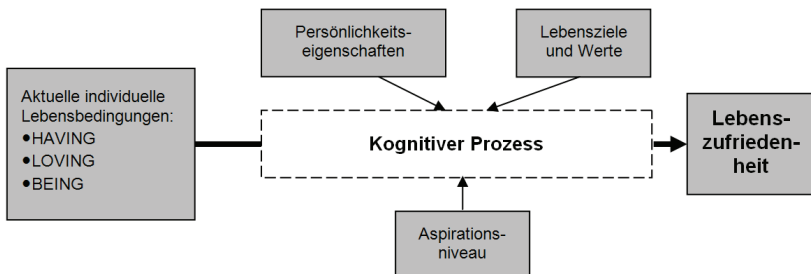 Persönlichkeits-
eigenschaften
Lebensziele
und Werte
Aktuelle individuelle
Lebensbedingungen:
●HAVING
●LOVING
●BEING
Kognitiver Prozess
Lebens-
zufrieden-
heit
Aspirations-
niveau